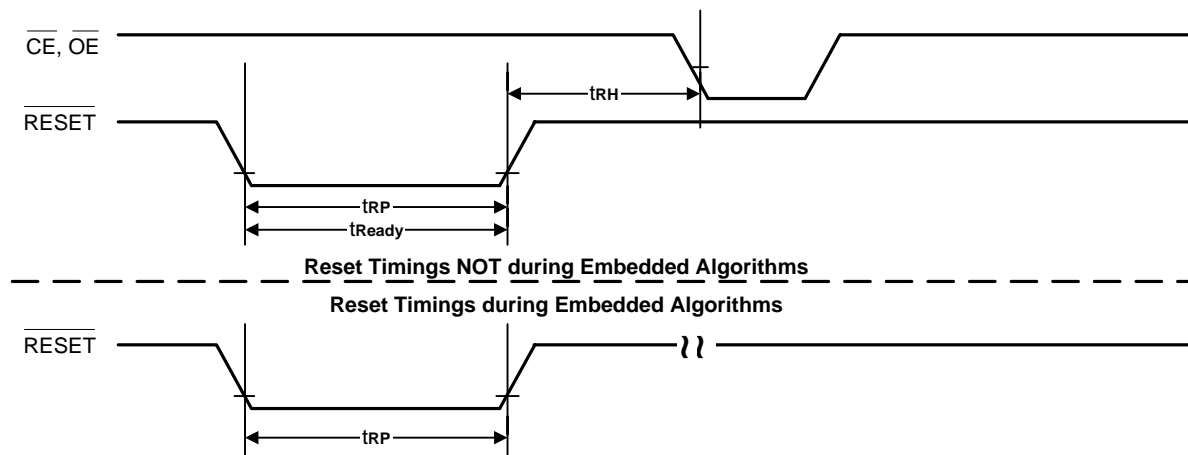 CE, OE
tRH
RESET
tRP
tReady
Reset Timings NOT during Embedded Algorithms
Reset Timings during Embedded Algorithms
RESET
tRP